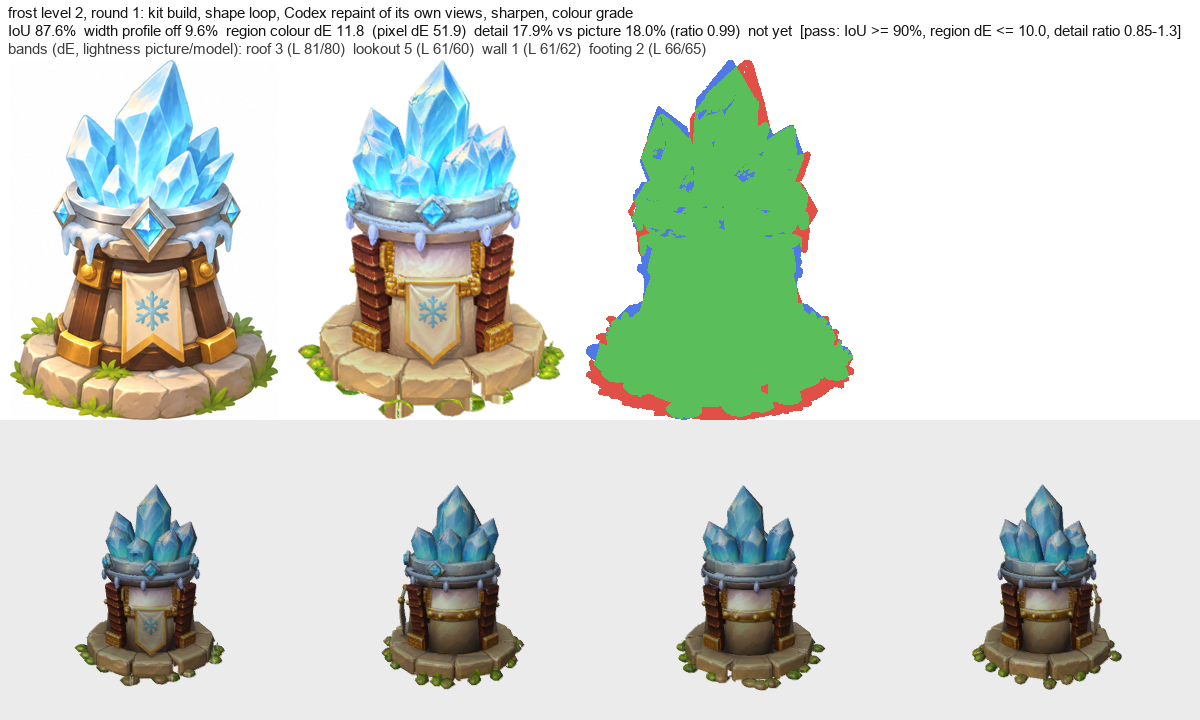 frost level 2, round 1: kit build, shape loop, Codex repaint of its own views, sharpen, colour grade
IoU 87.6%  width profile off 9.6%  region colour dE 11.8  (pixel dE 51.9)  detail 17.9% vs picture 18.0% (ratio 0.99)  not yet  [pass: IoU >= 90%, region dE <= 10.0, detail ratio 0.85-1.3]
bands (dE, lightness picture/model): roof 3 (L 81/80)  lookout 5 (L 61/60)  wall 1 (L 61/62)  footing 2 (L 66/65)